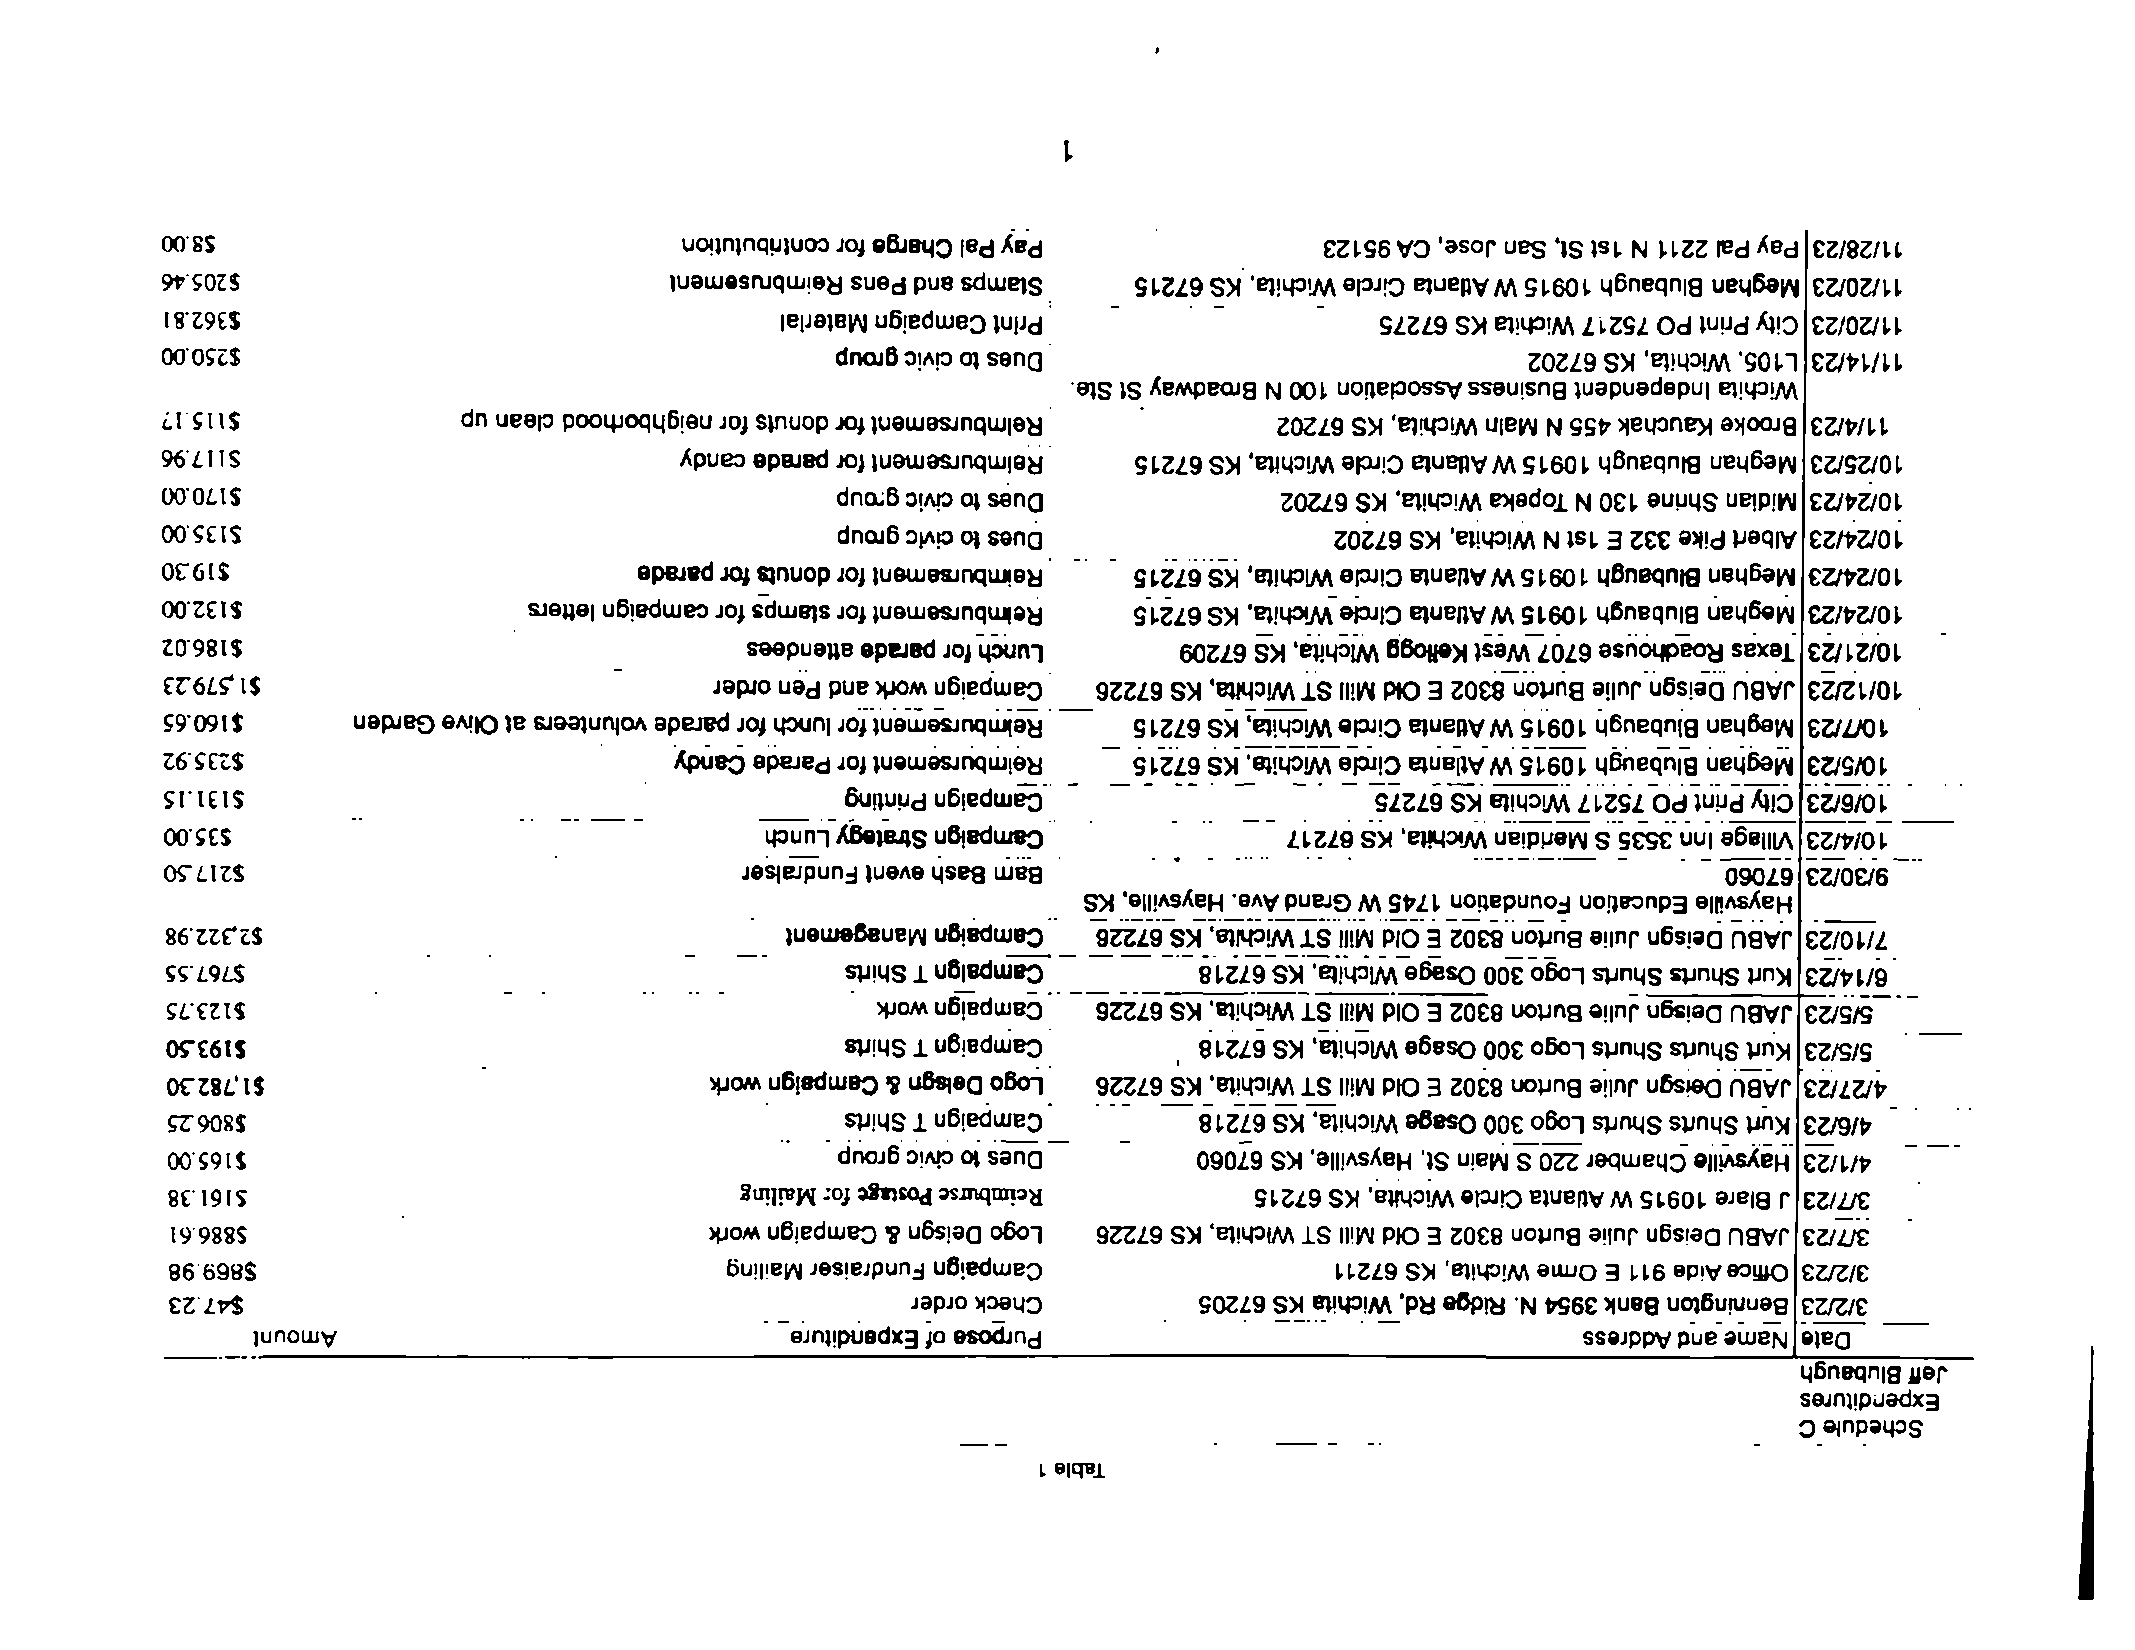 Table 1
Schedule C
Expenditures
Jeff Blubaugh
Date Name and Address Purpose of Expenditure Amount
3/2/23 Bennington Bank 3954 N. Ridge Rd, Wichita KS 67205 Check order $47.23
3/2/23 Office Aide 911 E Orme Wichita, KS 67211 Campaign Fundraiser Mailing $869.98
3/7/23 JABU Deisgn Julie Burton 8302 E Old Mill ST Wichita, KS 67226 Logo Deisgn & Campaign work $886.61
3/7/23 J Blare 10915 W Atlanta Circle Wichita, KS 67215 Reimburse Postage for Mailing $161.38
4/1/23 Haysville Chamber 220 S Main St. Haysville, KS 67060 Dues to civic group $165.00
4/6/23 Kurt Shurts Shurts Logo 300 Osage Wichita, KS 67218 Campaign T Shirts $806.25
4/27/23 JABU Deisgn Julie Burton 8302 E Old Mill ST Wichita, KS 67226 Logo Deisgn & Campaign work $1,782.30
5/5/23 Kurt Shurts Shurts Logo 300 Osage Wichita, KS 67218 Campaign T Shirts $193.50
5/5/23 JABU Deisgn Julie Burton 8302 E Old Mill ST Wichita, KS 67226 Campaign work $123.75
6/14/23 Kurt Shurts Shurts Logo 300 Osage Wichita, KS 67218 Campaign T Shirts $767.55
7/10/23 JABU Deisgn Julie Burton 8302 E Old Mill ST Wichita, KS 67226 Campaign Management $2,322.98
Haysville Education Foundation 1745 W Grand Ave. Haysville, KS
9/30/23 67060 Barn Bash event Fundraiser $217.50
10/4/23 Village Inn 3535 S Meridian Wichita, KS 67217 Campaign Strategy Lunch $35.00
10/6/23 City Print PO 75217 Wichita KS 67275 Campaign Printing $131.15
10/5/23 Meghan Blubaugh 10915 W Atlanta Circle Wichita, KS 67215 Reimbursement for Parade Candy $235.92
10/7/23 Meghan Blubaugh 10915 W Atlanta Circle Wichita, KS 67215 Reimbursement for lunch for parade volunteers at Olive Garden $160.65
10/12/23 JABU Deisgn Julie Burton 8302 E Old Mill ST Wichita, KS 67226 Campaign work and Pen order $1,579.23
10/21/23 Texas Roadhouse 6707 West Kellogg Wichita, KS 67209 Lunch for parade attendees $186.02
10/24/23 Meghan Blubaugh 10915 W Atlanta Circle Wichita, KS 67215 Reimbursement for stamps for campaign letters $132.00
10/24/23 Meghan Blubaugh 10915 W Atlanta Circle Wichita, KS 67215 Reimbursement for donuts for parade $19.30
10/24/23 Albert Pike 332 E 1st N Wichita, KS 67202 Dues to civic group $135.00
10/24/23 Midian Shrine 130 N Topeka Wichita, KS 67202 Dues to civic group $170.00
10/25/23 Meghan Blubaugh 10915 W Atlanta Circle Wichita, KS 67215 Reimbursement for parade candy $117.96
11/4/23 Brooke Kauchak 455 N Main Wichita, KS 67202 Reimbursement for donuts for neighborhood clean up $115.17
Wichita Independent Business Association 100 N Broadway St Ste.
11/14/23 L105, Wichita, KS 67202 Dues to civic group $250.00
11/20/23 City Print PO 75217 Wichita KS 67275 Print Campaign Material $362.81
11/20/23 Meghan Blubaugh 10915 W Atlanta Circle Wichita, KS 67215 Stamps and Pens Reimbrusement $205.46
11/28/23 Pay Pal 2211 N 1st St, San Jose, CA 95123 Pay Pal Charge for contributution $8.00
1